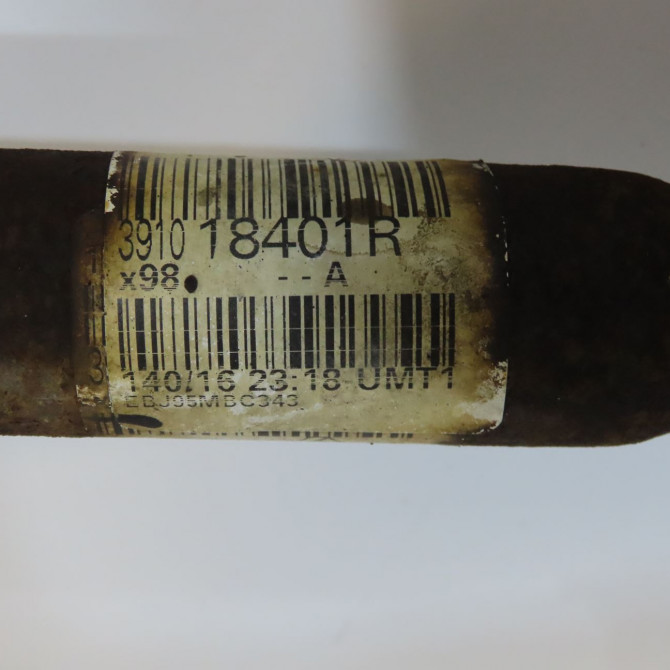 3910 18401R
x98 -- A
140/16 23:18 UMT1
EBJ95MBC343